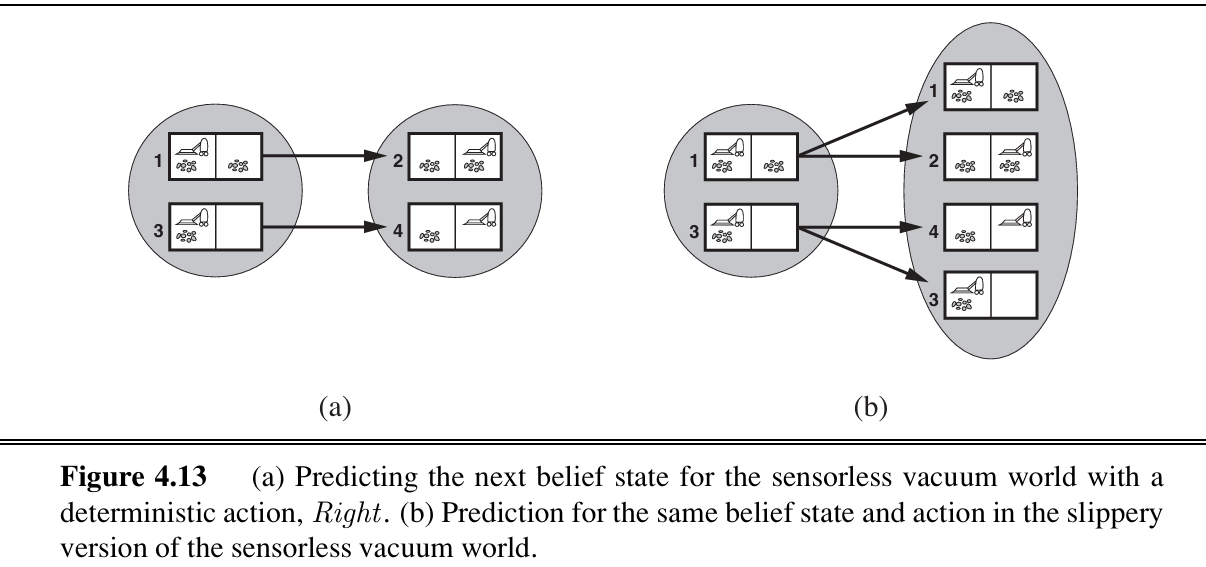 1
2
3
4
1
3
1
2
4
3
(a)
(b)
Figure 4.13 (a) Predicting the next belief state for the sensorless vacuum world with a
deterministic action, Right. (b) Prediction for the same belief state and action in the slippery
version of the sensorless vacuum world.